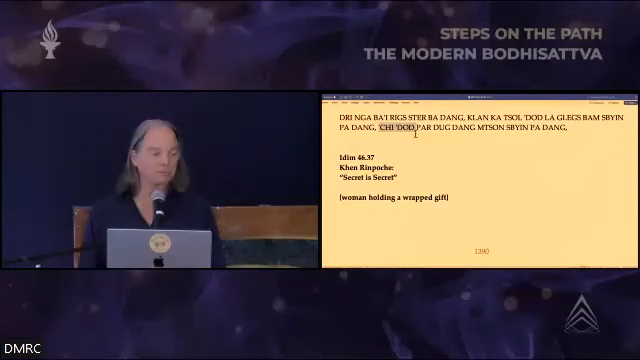 STEPS ON THE PATH
THE MODERN BODHISATTVA
DRI NGA BA'I RIGS STER BA DANG, KLAN KA TSOL 'DOD LA GLEGS BAM SBYIN
PA DANG, 'CHI 'DOD PAR DUG DANG MTSON SBYIN PA DANG,
Idim 46.37
Khen Rinpoche:
“Secret is Secret”
(woman holding a wrapped gift)
1390
DMRC